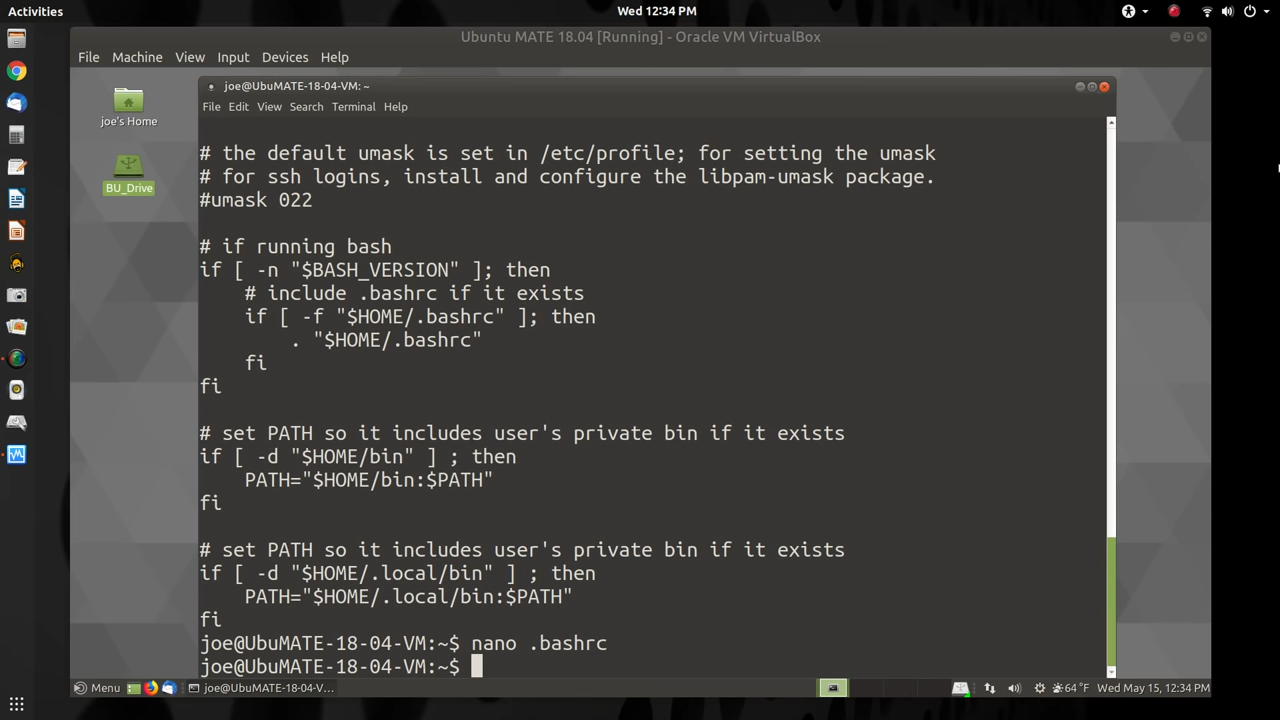 Activities
Wed 12:34 PM
Ubuntu MATE 18.04 [Running] - Oracle VM VirtualBox
File Machine View Input Devices Help
joe's Home
BU_Drive
joe@UbuMATE-18-04-VM: ~
File Edit View Search Terminal Help
# the default umask is set in /etc/profile; for setting the umask
# for ssh logins, install and configure the libpam-umask package.
#umask 022
# if running bash
if [ -n "$BASH_VERSION" ]; then
    # include .bashrc if it exists
    if [ -f "$HOME/.bashrc" ]; then
        . "$HOME/.bashrc"
    fi
fi
# set PATH so it includes user's private bin if it exists
if [ -d "$HOME/bin" ] ; then
    PATH="$HOME/bin:$PATH"
fi
# set PATH so it includes user's private bin if it exists
if [ -d "$HOME/.local/bin" ] ; then
    PATH="$HOME/.local/bin:$PATH"
fi
joe@UbuMATE-18-04-VM:~$ nano .bashrc
joe@UbuMATE-18-04-VM:~$
Menu
joe@UbuMATE-18-04-V...
64 °F
Wed May 15, 12:34 PM